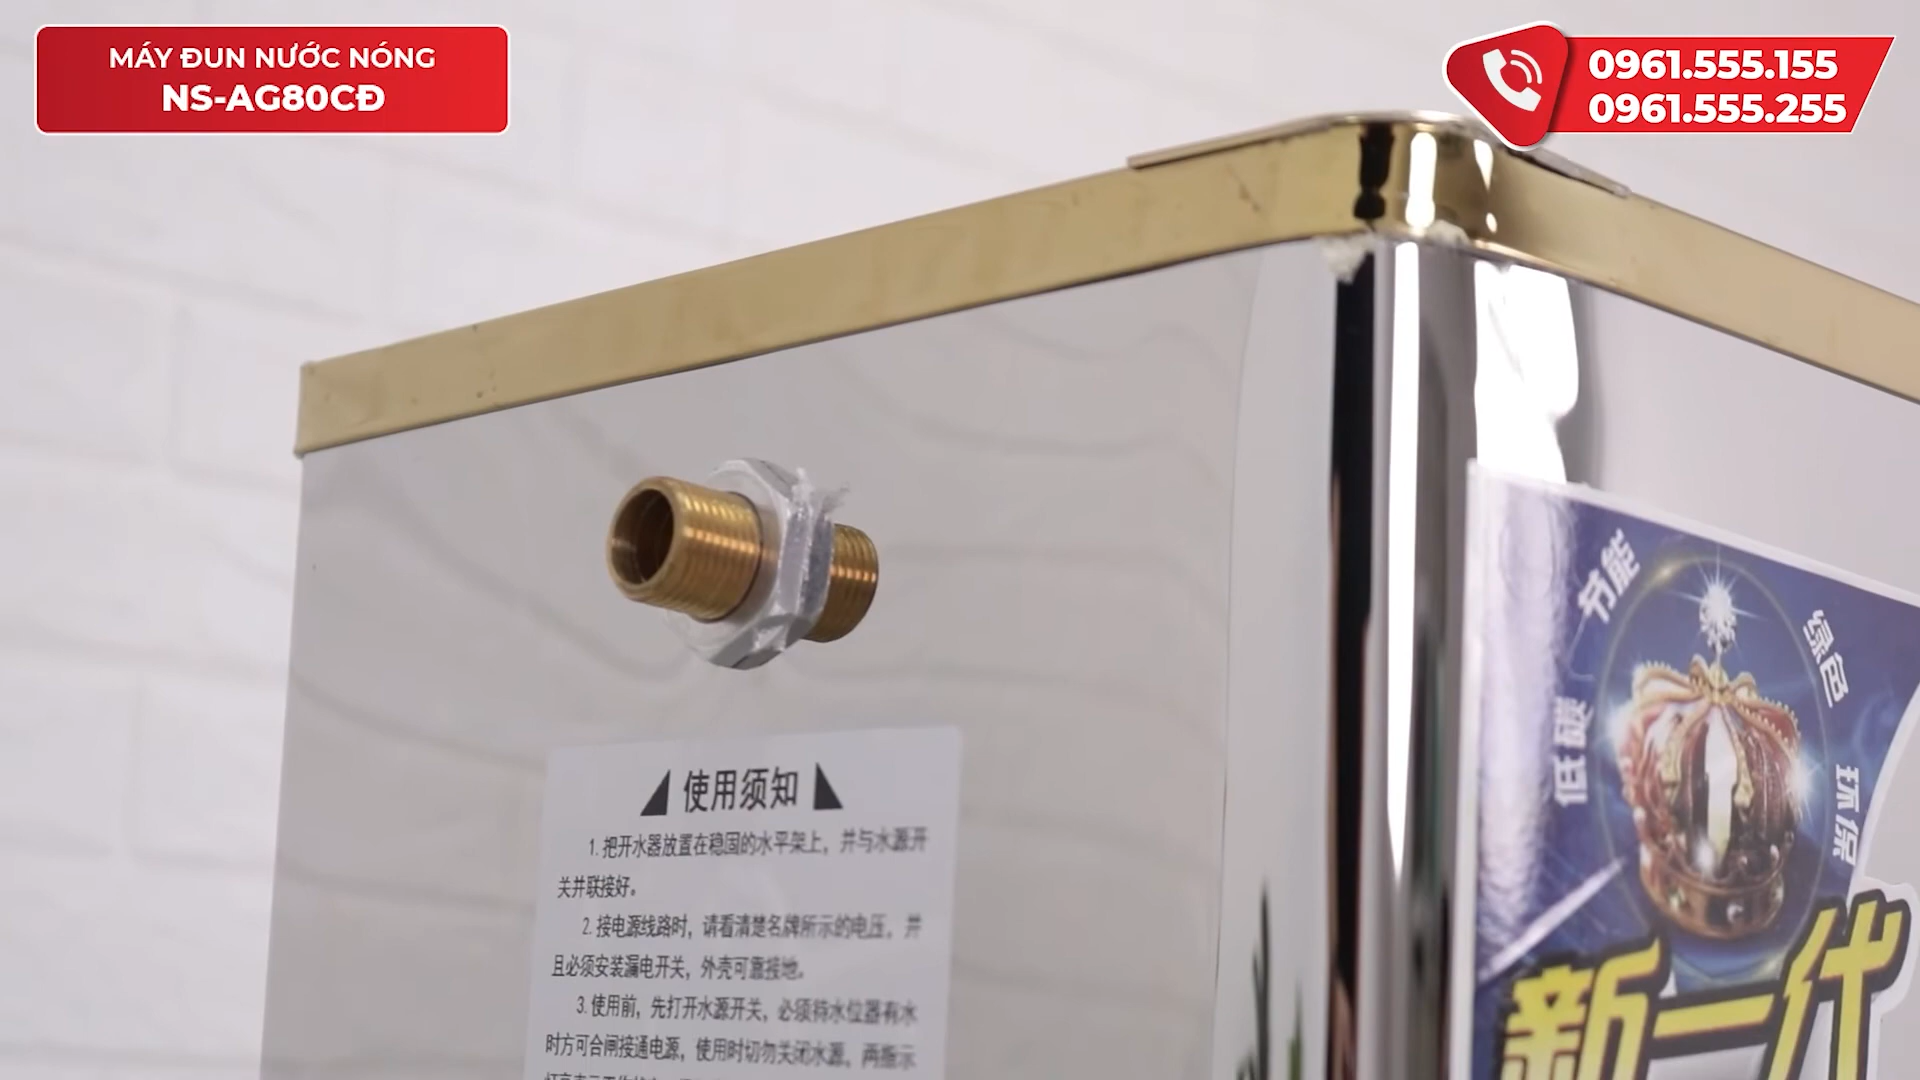 MÁY ĐUN NƯỚC NÓNG
NS-AG80CĐ
0961.555.155
0961.555.255
使用须知
1. 把开水器放置在稳固的水平架上，并与水源开
关并联接好。
2. 接电源线路时，请看清楚名牌所示的电压，并
且必须安装漏电开关，外壳可靠接地。
3. 使用前，先打开水源开关，必须待水位器有水
时方可合闸接通电源，使用时切勿关闭水源。两指示
节能
绿色
低碳
环保
新一代